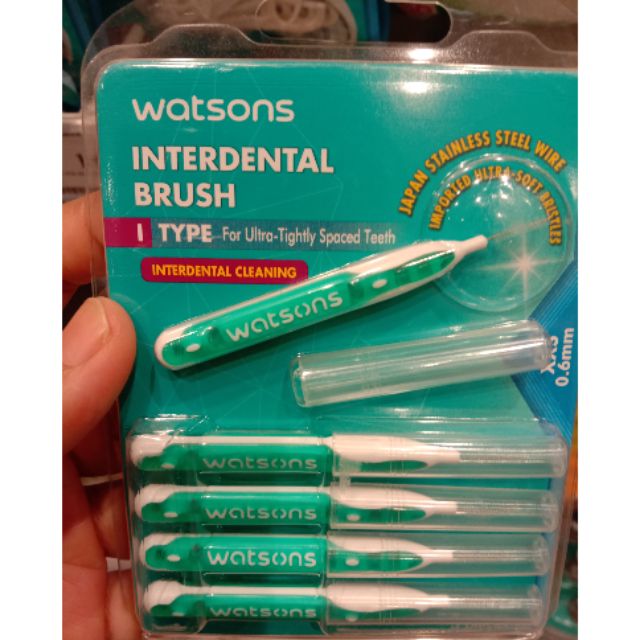 watsons
INTERDENTAL
BRUSH
I TYPE For Ultra-Tightly Spaced Teeth
INTERDENTAL CLEANING
JAPAN STAINLESS STEEL WIRE
IMPORTED ULTRA-SOFT BRISTLES
watsons
XXS
0.6mm
watsons
watsons
watsons
watsons